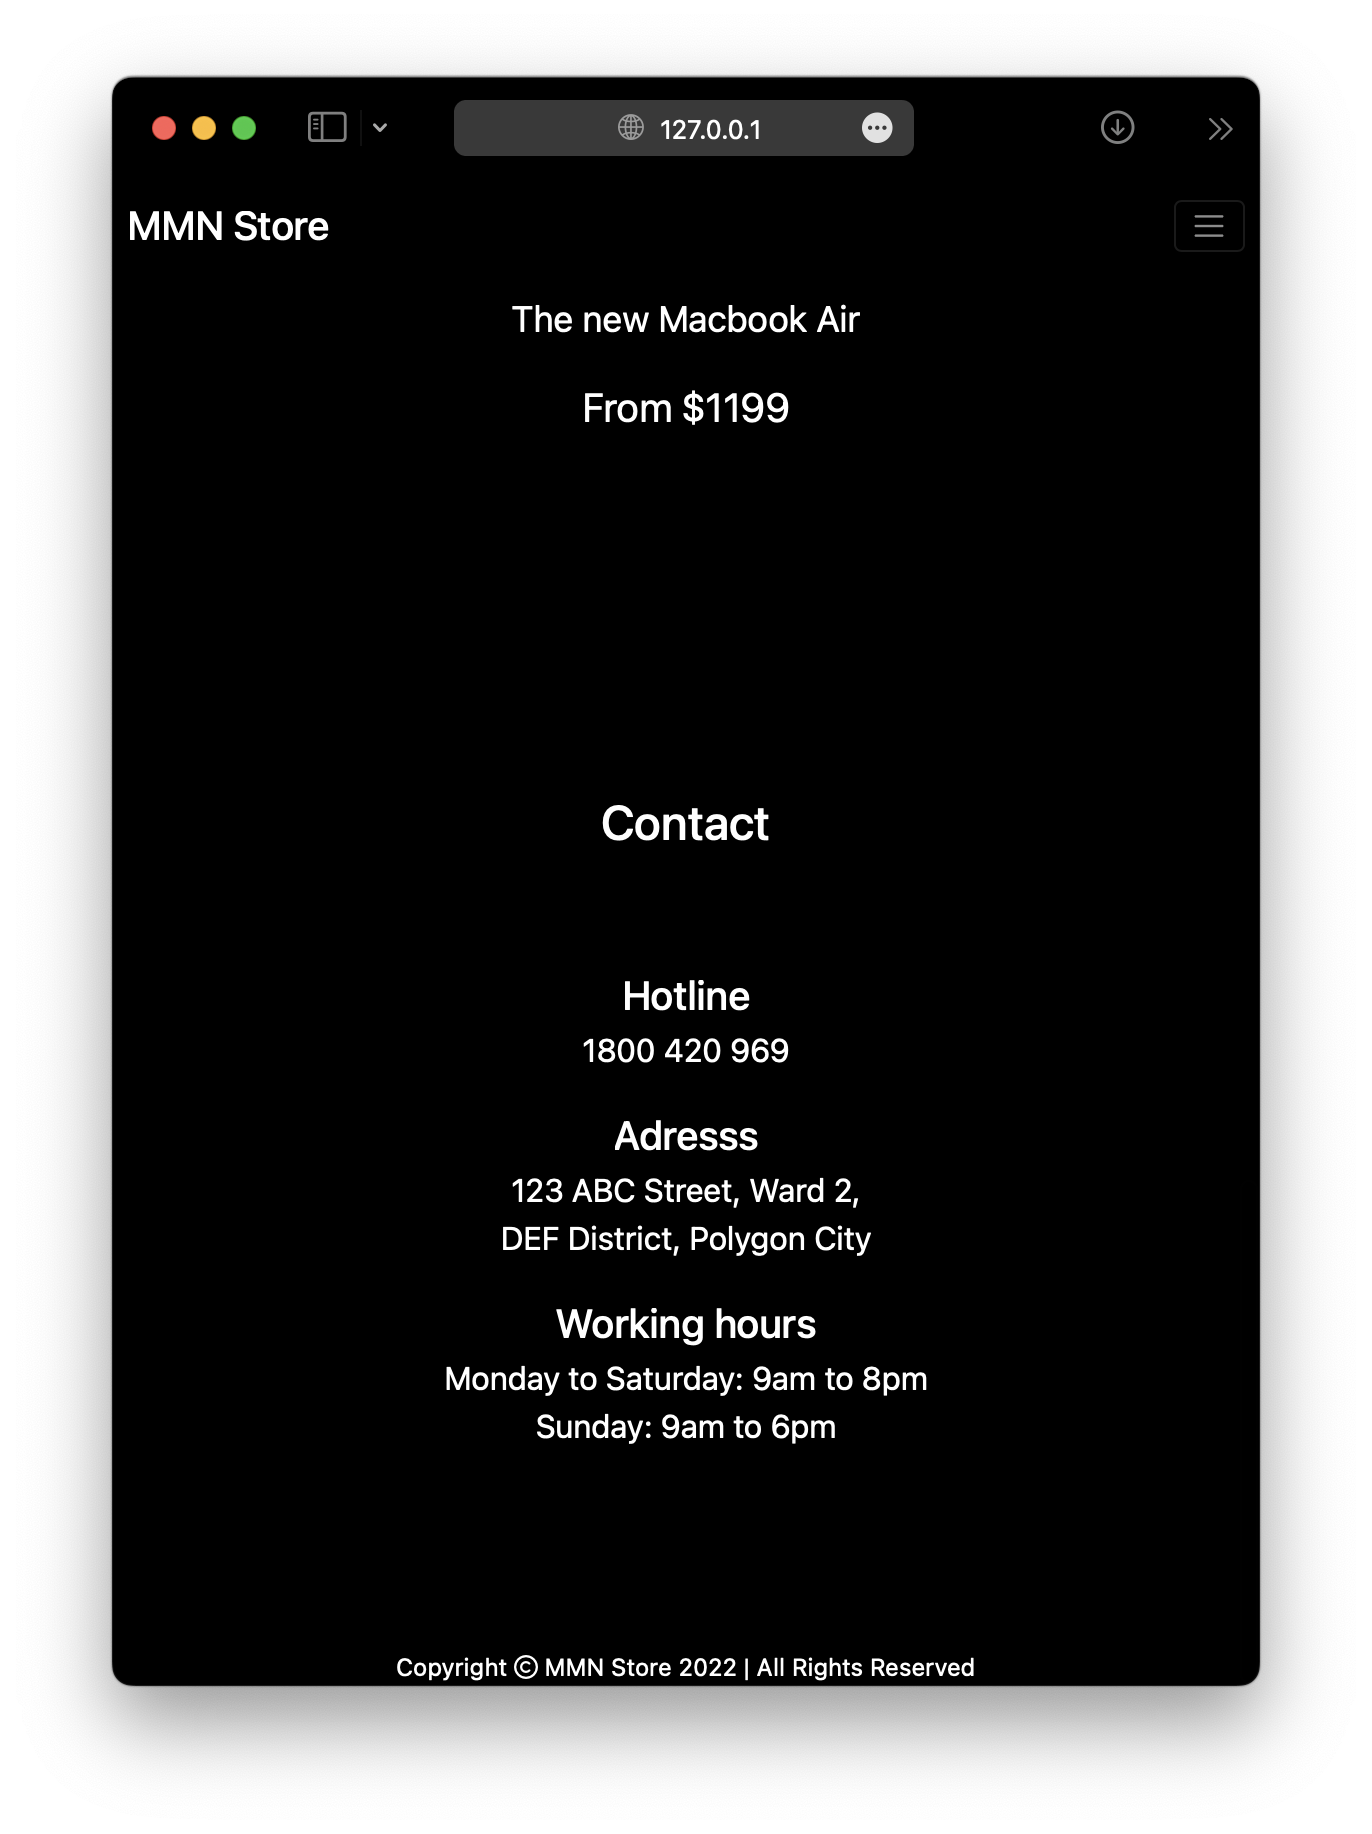 127.0.0.1
MMN Store
The new Macbook Air
From $1199
Contact
Hotline
1800 420 969
Adresss
123 ABC Street, Ward 2,
DEF District, Polygon City
Working hours
Monday to Saturday: 9am to 8pm
Sunday: 9am to 6pm
Copyright © MMN Store 2022 | All Rights Reserved